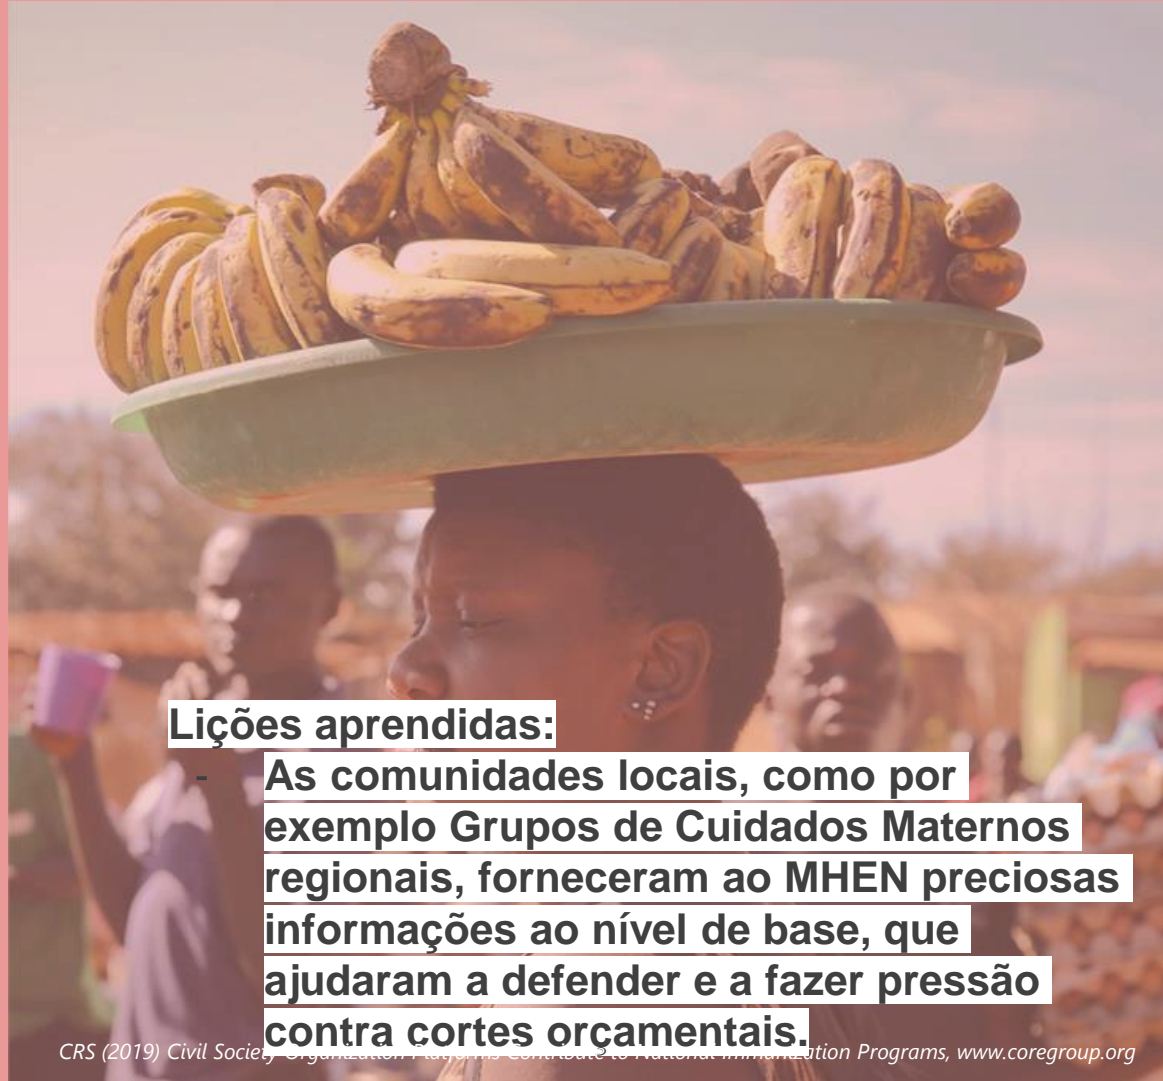 Lições aprendidas:
- As comunidades locais, como por
exemplo Grupos de Cuidados Maternos
regionais, forneceram ao MHEN preciosas
informações ao nível de base, que
ajudaram a defender e a fazer pressão
contra cortes orçamentais.
CRS (2019) Civil Society Organization Platforms Contribute to National Immunization Programs, www.coregroup.org